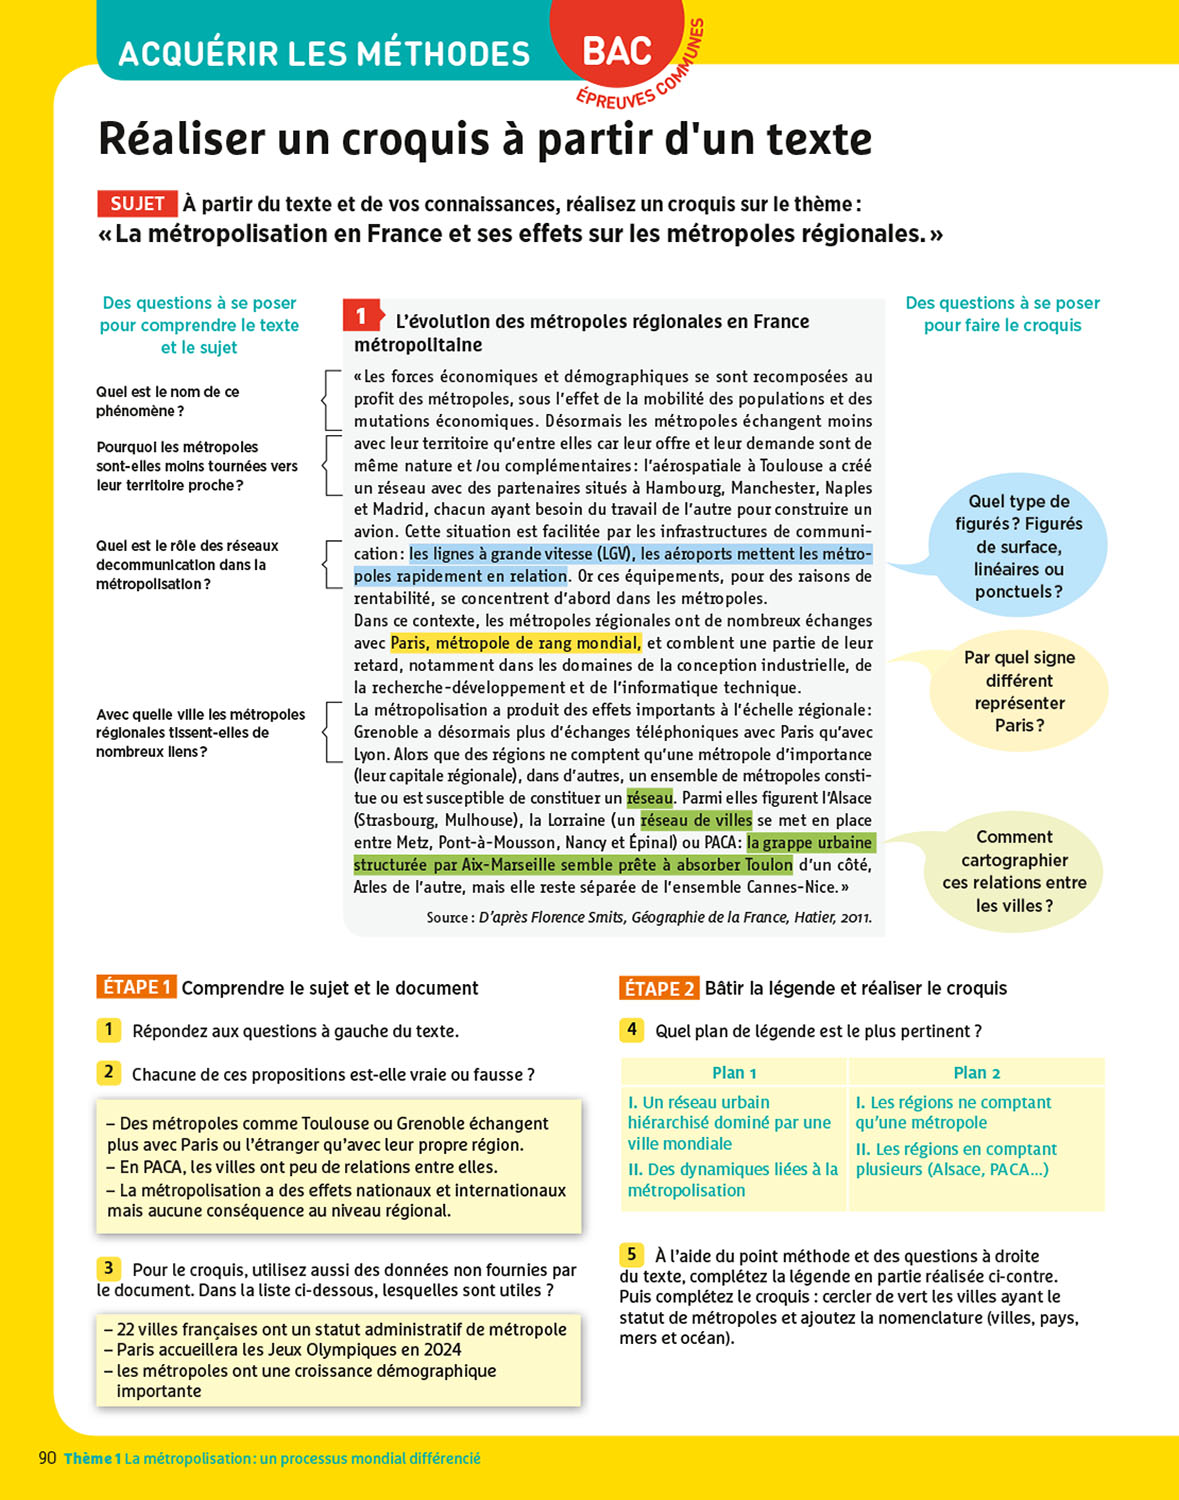 ACQUÉRIR LES MÉTHODES
BAC
ÉPREUVES COMMUNES
Réaliser un croquis à partir d'un texte
SUJET À partir du texte et de vos connaissances, réalisez un croquis sur le thème :
« La métropolisation en France et ses effets sur les métropoles régionales. »
Des questions à se poser
pour comprendre le texte
et le sujet
Quel est le nom de ce
phénomène ?
Pourquoi les métropoles
sont-elles moins tournées vers
leur territoire proche ?
Quel est le rôle des réseaux
decommunication dans la
métropolisation ?
Avec quelle ville les métropoles
régionales tissent-elles de
nombreux liens ?
1 L'évolution des métropoles régionales en France
métropolitaine
« Les forces économiques et démographiques se sont recomposées au
profit des métropoles, sous l'effet de la mobilité des populations et des
mutations économiques. Désormais les métropoles échangent moins
avec leur territoire qu'entre elles car leur offre et leur demande sont de
même nature et /ou complémentaires : l'aérospatiale à Toulouse a créé
un réseau avec des partenaires situés à Hambourg, Manchester, Naples
et Madrid, chacun ayant besoin du travail de l'autre pour construire un
avion. Cette situation est facilitée par les infrastructures de communi-
cation : les lignes à grande vitesse (LGV), les aéroports mettent les métro-
poles rapidement en relation. Or ces équipements, pour des raisons de
rentabilité, se concentrent d'abord dans les métropoles.
Dans ce contexte, les métropoles régionales ont de nombreux échanges
avec Paris, métropole de rang mondial, et comblent une partie de leur
retard, notamment dans les domaines de la conception industrielle, de
la recherche-développement et de l'informatique technique.
La métropolisation a produit des effets importants à l'échelle régionale :
Grenoble a désormais plus d'échanges téléphoniques avec Paris qu'avec
Lyon. Alors que des régions ne comptent qu'une métropole d'importance
(leur capitale régionale), dans d'autres, un ensemble de métropoles consti-
tue ou est susceptible de constituer un réseau. Parmi elles figurent l'Alsace
(Strasbourg, Mulhouse), la Lorraine (un réseau de villes se met en place
entre Metz, Pont-à-Mousson, Nancy et Épinal) ou PACA : la grappe urbaine
structurée par Aix-Marseille semble prête à absorber Toulon d'un côté,
Arles de l'autre, mais elle reste séparée de l'ensemble Cannes-Nice. »
Source : D'après Florence Smits, Géographie de la France, Hatier, 2011.
Des questions à se poser
pour faire le croquis
Quel type de
figurés ? Figurés
de surface,
linéaires ou
ponctuels ?
Par quel signe
différent
représenter
Paris ?
Comment
cartographier
ces relations entre
les villes ?
ÉTAPE 1 Comprendre le sujet et le document
1 Répondez aux questions à gauche du texte.
2 Chacune de ces propositions est-elle vraie ou fausse ?
– Des métropoles comme Toulouse ou Grenoble échangent
plus avec Paris ou l'étranger qu'avec leur propre région.
– En PACA, les villes ont peu de relations entre elles.
– La métropolisation a des effets nationaux et internationaux
mais aucune conséquence au niveau régional.
3 Pour le croquis, utilisez aussi des données non fournies par
le document. Dans la liste ci-dessous, lesquelles sont utiles ?
– 22 villes françaises ont un statut administratif de métropole
– Paris accueillera les Jeux Olympiques en 2024
– les métropoles ont une croissance démographique
importante
ÉTAPE 2 Bâtir la légende et réaliser le croquis
4 Quel plan de légende est le plus pertinent ?
Plan 1
I. Un réseau urbain
hiérarchisé dominé par une
ville mondiale
II. Des dynamiques liées à la
métropolisation
Plan 2
I. Les régions ne comptant
qu'une métropole
II. Les régions en comptant
plusieurs (Alsace, PACA...)
5 À l'aide du point méthode et des questions à droite
du texte, complétez la légende en partie réalisée ci-contre.
Puis complétez le croquis : cercler de vert les villes ayant le
statut de métropoles et ajoutez la nomenclature (villes, pays,
mers et océan).
90 Thème 1 La métropolisation : un processus mondial différencié